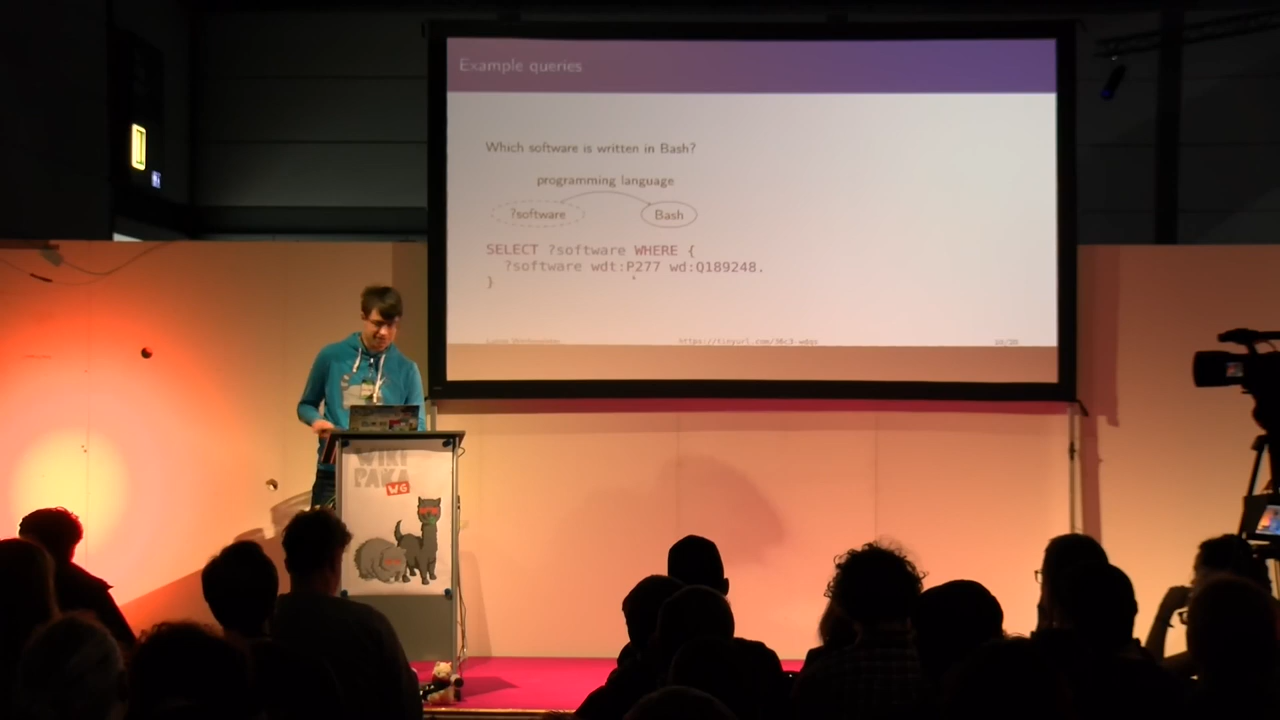 Example queries
Which software is written in Bash?
programming language
?software
Bash
SELECT ?software WHERE {
?software wdt:P277 wd:Q189248.
}
https://tinyurl.com/36c3-wdqs
WIKI
PAKA
WG